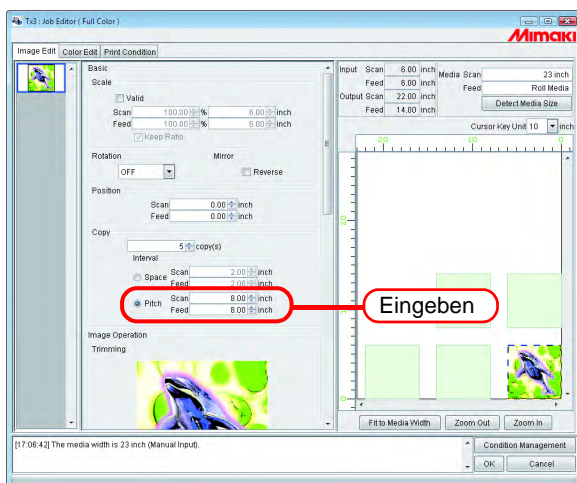 Tx3 : Job Editor ( Full Color )
Mimaki
Image Edit Color Edit Print Condition
Basic
Scale
Valid
Scan 100.00 % 6.00 inch
Feed 100.00 % 6.00 inch
Keep Ratio
Rotation Mirror
OFF Reverse
Position
Scan 0.00 inch
Feed 0.00 inch
Copy
5 copy(s)
Interval
Space Scan 2.00 inch
Feed 2.00 inch
Pitch Scan 8.00 inch
Feed 8.00 inch
Image Operation
Trimming
Input Scan 6.00 inch
Feed 6.00 inch
Output Scan 22.00 inch
Feed 14.00 inch
Media Scan 23 inch
Feed Roll Media
Detect Media Size
Cursor Key Unit 10 inch
20 10 0
20
0
Eingeben
Fit to Media Width Zoom Out Zoom In
[17:06:42] The media width is 23 inch (Manual Input).
Condition Management
OK Cancel